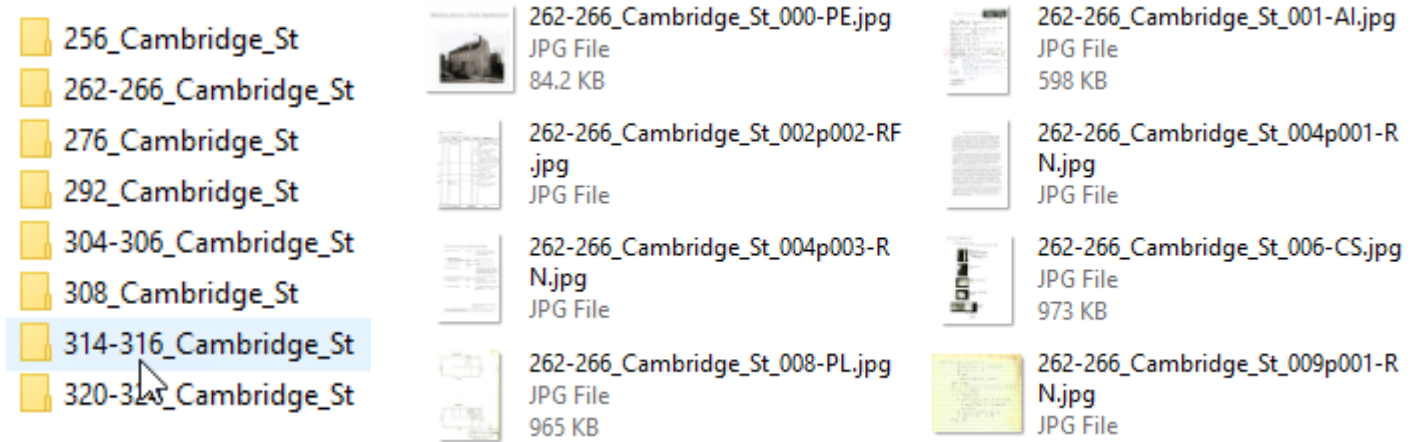 256_Cambridge_St
262-266_Cambridge_St
276_Cambridge_St
292_Cambridge_St
304-306_Cambridge_St
308_Cambridge_St
314-316_Cambridge_St
262-266_Cambridge_St_000-PE.jpg
JPG File
84.2 KB
262-266_Cambridge_St_001-AI.jpg
JPG File
598 KB
262-266_Cambridge_St_002p002-RF
.jpg
JPG File
262-266_Cambridge_St_004p001-R
N.jpg
JPG File
262-266_Cambridge_St_004p003-R
N.jpg
JPG File
262-266_Cambridge_St_006-CS.jpg
JPG File
973 KB
262-266_Cambridge_St_008-PL.jpg
JPG File
965 KB
262-266_Cambridge_St_009p001-R
N.jpg
JPG File